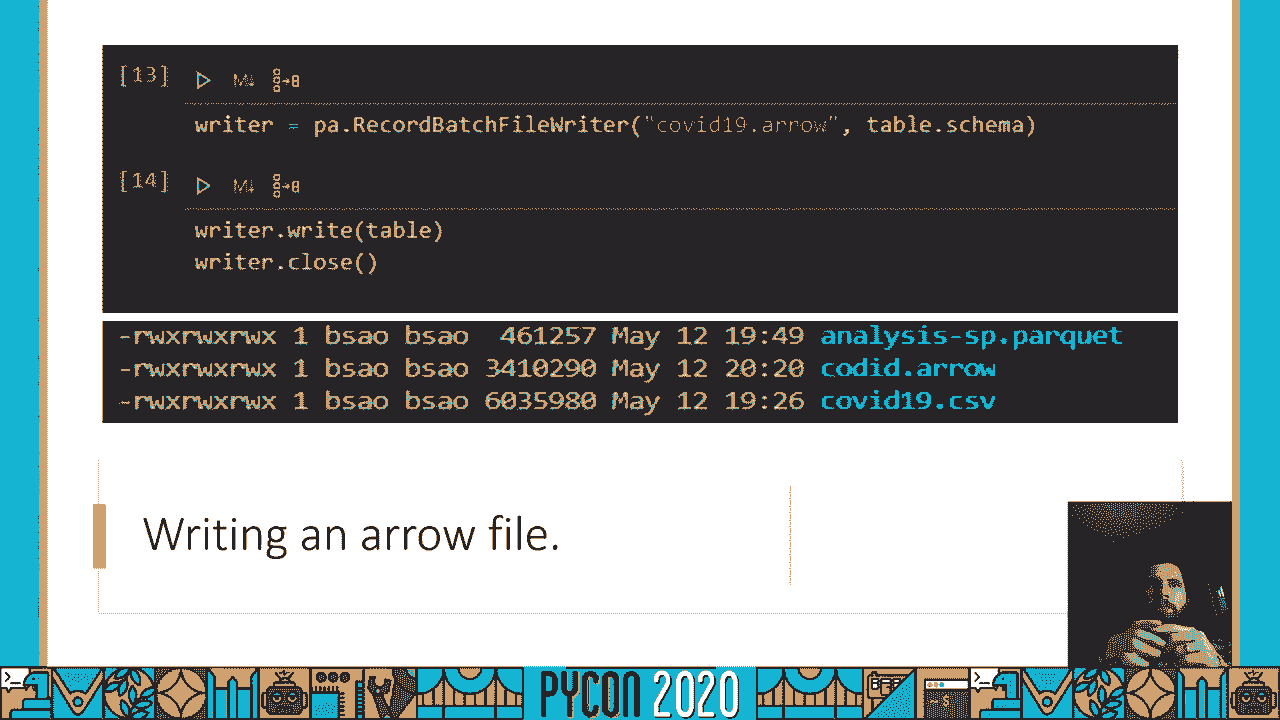 [13] M↓
writer = pa.RecordBatchFileWriter("covid19.arrow", table.schema)
[14] M↓
writer.write(table)
writer.close()
-rwxrwxrwx 1 bsao bsao  461257 May 12 19:49 analysis-sp.parquet
-rwxrwxrwx 1 bsao bsao 3410290 May 12 20:20 codid.arrow
-rwxrwxrwx 1 bsao bsao 6035980 May 12 19:26 covid19.csv
Writing an arrow file.
PYCON 2020